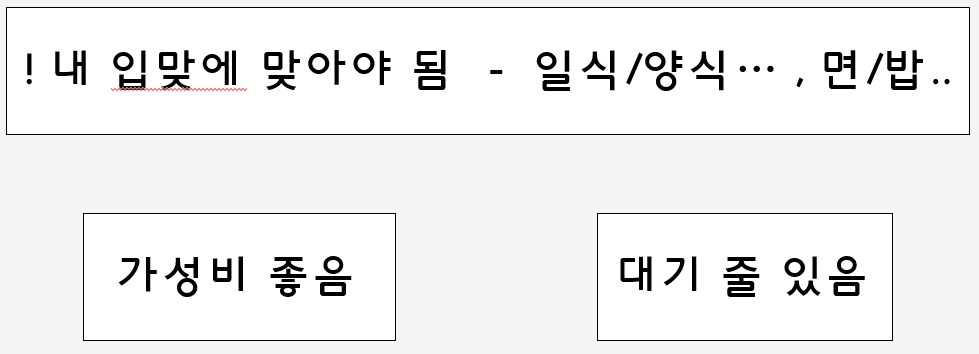 ! 내 입맛에 맞아야 됨 - 일식/양식… , 면/밥..
가성비 좋음
대기 줄 있음